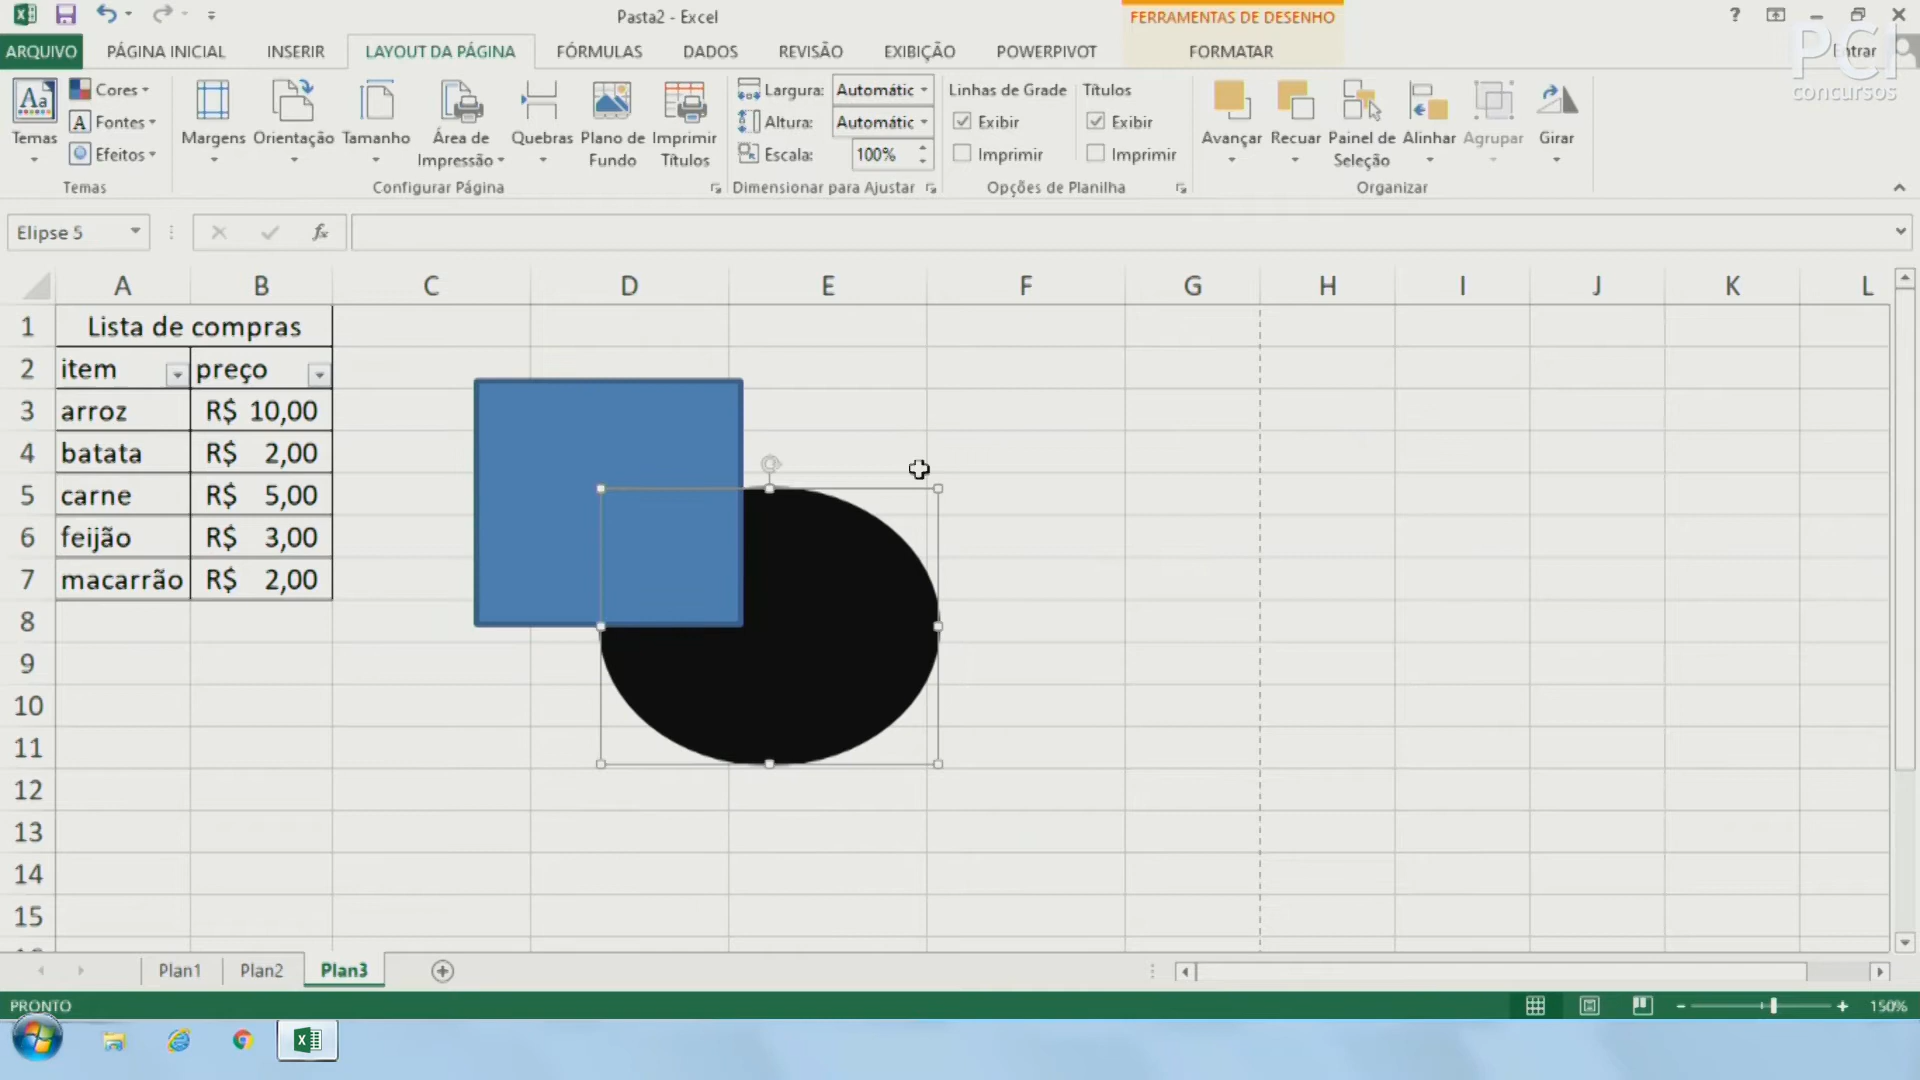 Pasta2 - Excel
FERRAMENTAS DE DESENHO
?
ARQUIVO
PÁGINA INICIAL
INSERIR
LAYOUT DA PÁGINA
FÓRMULAS
DADOS
REVISÃO
EXIBIÇÃO
POWERPIVOT
FORMATAR
Entrar
PCI
concursos
Temas
Cores
Fontes
Efeitos
Temas
Margens
Orientação
Tamanho
Área de
Impressão
Quebras
Plano de
Fundo
Imprimir
Títulos
Configurar Página
Largura:
Automátic
Altura:
Automátic
Escala:
100%
Dimensionar para Ajustar
Linhas de Grade
Exibir
Imprimir
Títulos
Exibir
Imprimir
Opções de Planilha
Avançar
Recuar
Painel de
Seleção
Alinhar
Agrupar
Girar
Organizar
Elipse 5
fx
A B C D E F G H I J K L
1 Lista de compras
2 item preço
3 arroz R$ 10,00
4 batata R$ 2,00
5 carne R$ 5,00
6 feijão R$ 3,00
7 macarrão R$ 2,00
8
9
10
11
12
13
14
15
Plan1
Plan2
Plan3
PRONTO
150%